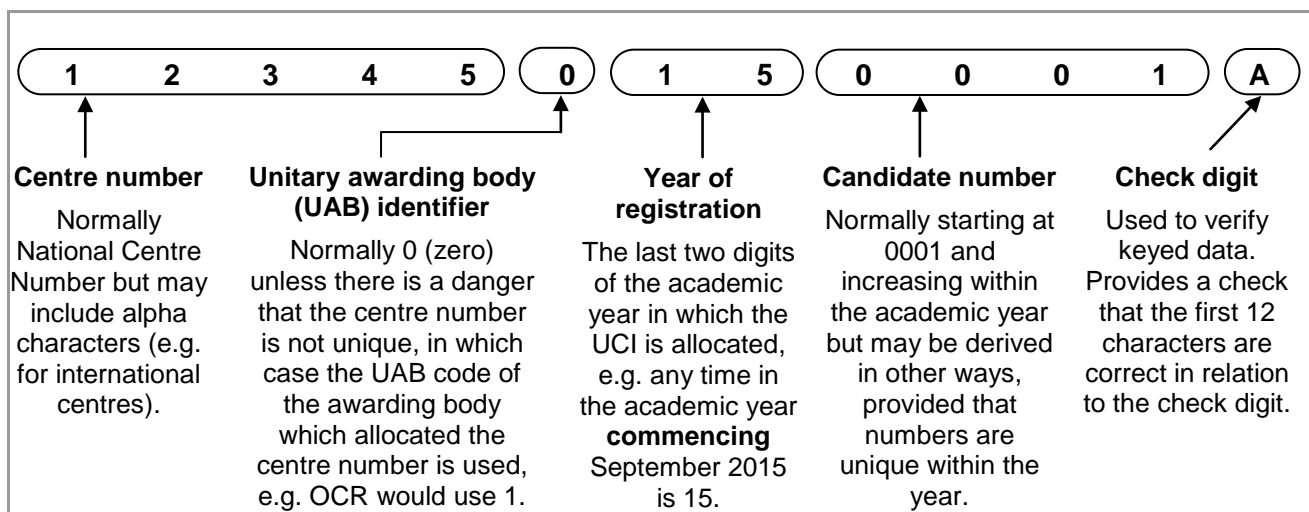 1 2 3 4 5 0 1 5 0 0 0 1 A
Centre number
Normally
National Centre
Number but may
include alpha
characters (e.g.
for international
centres).
Unitary awarding body
(UAB) identifier
Normally 0 (zero)
unless there is a danger
that the centre number
is not unique, in which
case the UAB code of
the awarding body
which allocated the
centre number is used,
e.g. OCR would use 1.
Year of
registration
The last two digits
of the academic
year in which the
UCI is allocated,
e.g. any time in
the academic year
commencing
September 2015
is 15.
Candidate number
Normally starting at
0001 and
increasing within
the academic year
but may be derived
in other ways,
provided that
numbers are
unique within the
year.
Check digit
Used to verify
keyed data.
Provides a check
that the first 12
characters are
correct in relation
to the check digit.